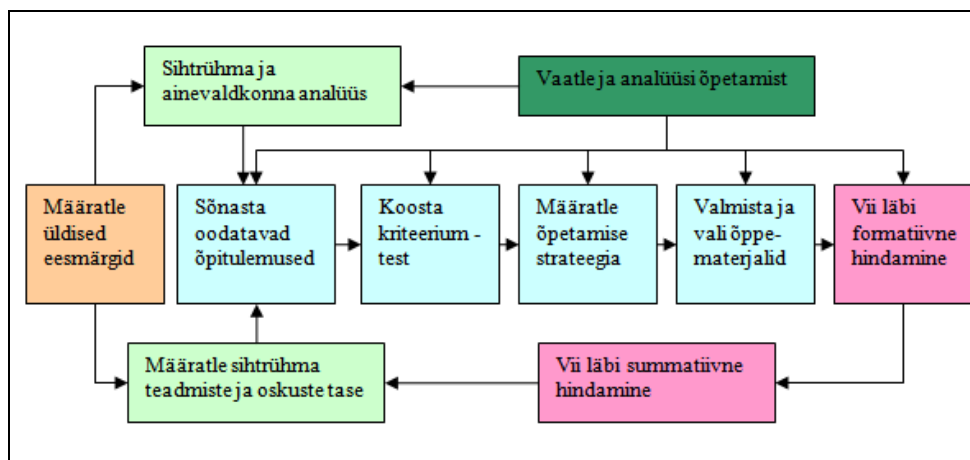 Sihtrühma ja
ainevaldkonna analüüs
Vaatle ja analüüsi õpetamist
Määratle
üldised
eesmärgid
Sõnasta
oodatavad
õpitulemused
Koosta
kriteerium -
test
Määratle
õpetamise
strateegia
Valmista ja
vali õppe-
materjalid
Vii läbi
formatiivne
hindamine
Määratle sihtrühma
teadmiste ja oskuste tase
Vii läbi summatiivne
hindamine